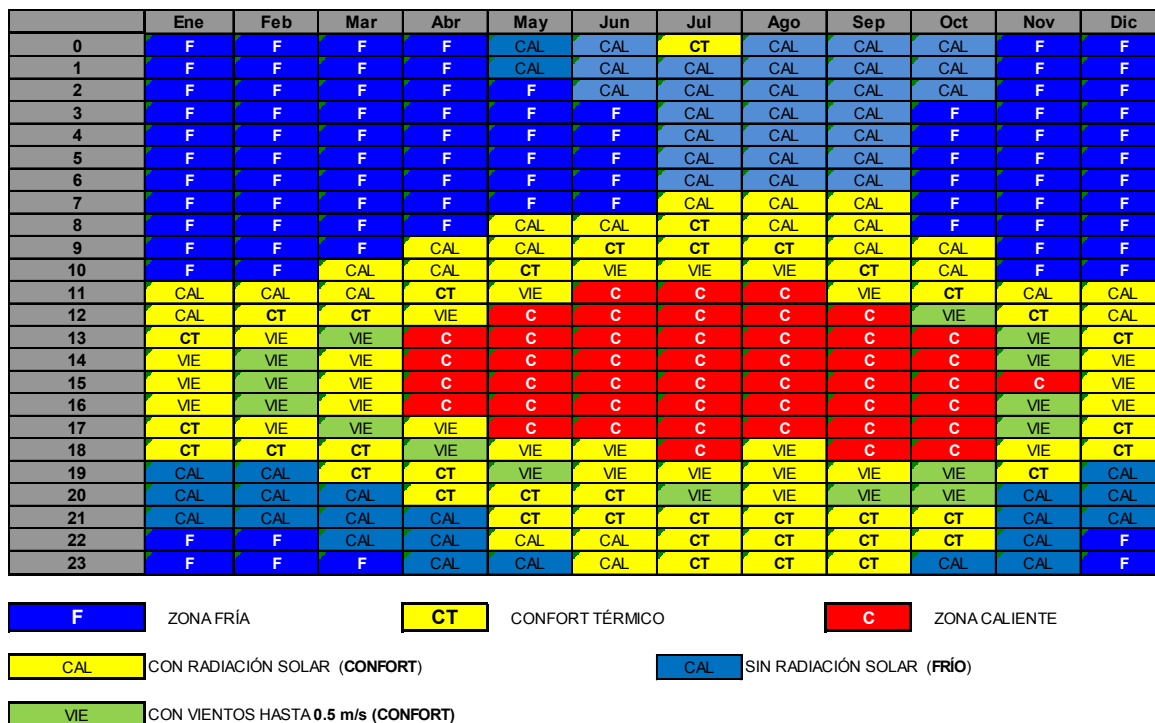 Ene Feb Mar Abr May Jun Jul Ago Sep Oct Nov Dic
0 F F F F CAL CAL CT CAL CAL CAL F F
1 F F F F CAL CAL CAL CAL CAL CAL F F
2 F F F F F CAL CAL CAL CAL CAL F F
3 F F F F F F CAL CAL CAL F F F
4 F F F F F F CAL CAL CAL F F F
5 F F F F F F CAL CAL CAL F F F
6 F F F F F F CAL CAL CAL F F F
7 F F F F F F CAL CAL CAL F F F
8 F F F F CAL CAL CT CAL CAL F F F
9 F F F CAL CAL CT CT CT CAL CAL F F
10 F F CAL CAL CT VIE VIE VIE CT CAL F F
11 CAL CAL CAL CT VIE C C C VIE CT CAL CAL
12 CAL CT CT VIE C C C C C VIE CT CAL
13 CT VIE VIE C C C C C C C VIE CT
14 VIE VIE VIE C C C C C C C VIE VIE
15 VIE VIE VIE C C C C C C C C VIE
16 VIE VIE VIE C C C C C C C VIE VIE
17 CT VIE VIE VIE C C C C C C VIE CT
18 CT CT CT VIE VIE VIE C VIE C C VIE CT
19 CAL CAL CT CT VIE VIE VIE VIE VIE VIE CT CAL
20 CAL CAL CAL CT CT CT VIE VIE VIE VIE CAL CAL
21 CAL CAL CAL CAL CT CT CT CT CT CT CAL CAL
22 F F CAL CAL CAL CAL CT CT CT CT CAL F
23 F F F CAL CAL CAL CT CT CT CAL CAL F
F ZONA FRÍA CT CONFORT TÉRMICO C ZONA CALIENTE
CAL CON RADIACIÓN SOLAR (CONFORT) CAL SIN RADIACIÓN SOLAR (FRÍO)
VIE CON VIENTOS HASTA 0.5 m/s (CONFORT)